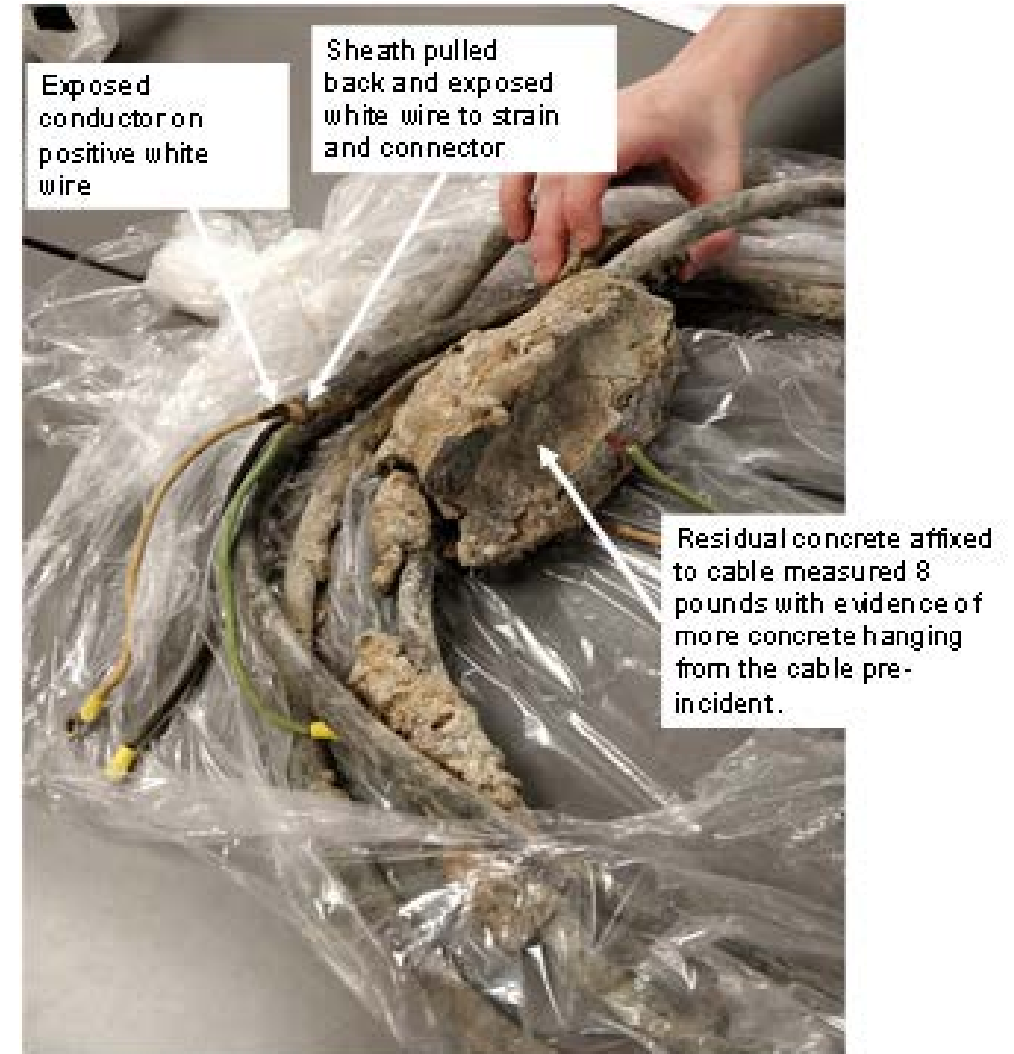 Exposed
conductor on
positive white
wire
Sheath pulled
back and exposed
white wire to strain
and connector
Residual concrete affixed
to cable measured 8
pounds with evidence of
more concrete hanging
from the cable pre-
incident.